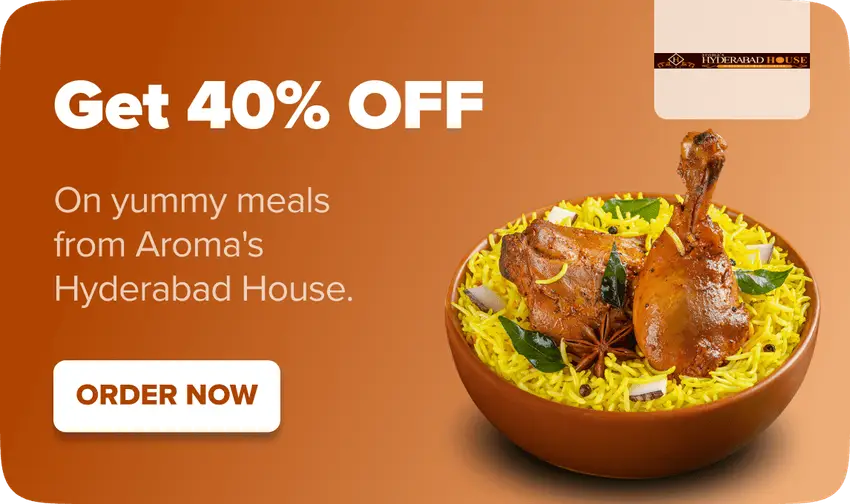 Get 40% OFF
On yummy meals
from Aroma's
Hyderabad House.
ORDER NOW
HYDERABAD HOUSE